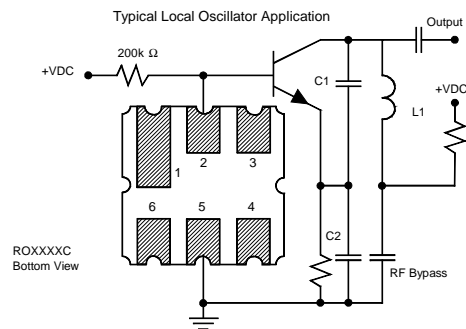 Typical Local Oscillator Application
Output
200k Ω
+VDC
C1
+VDC
L1
1
2
3
6
5
4
C2
ROXXXXC
Bottom View
RF Bypass